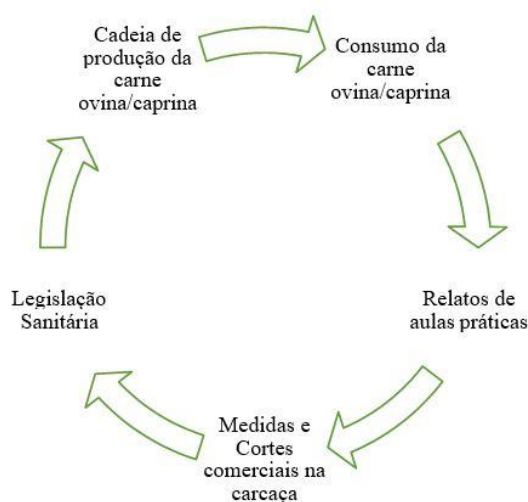 Cadeia de
produção da
carne
ovina/caprina
Consumo da
carne
ovina/caprina
Relatos de
aulas práticas
Medidas e
Cortes
comerciais na
carcaça
Legislação
Sanitária